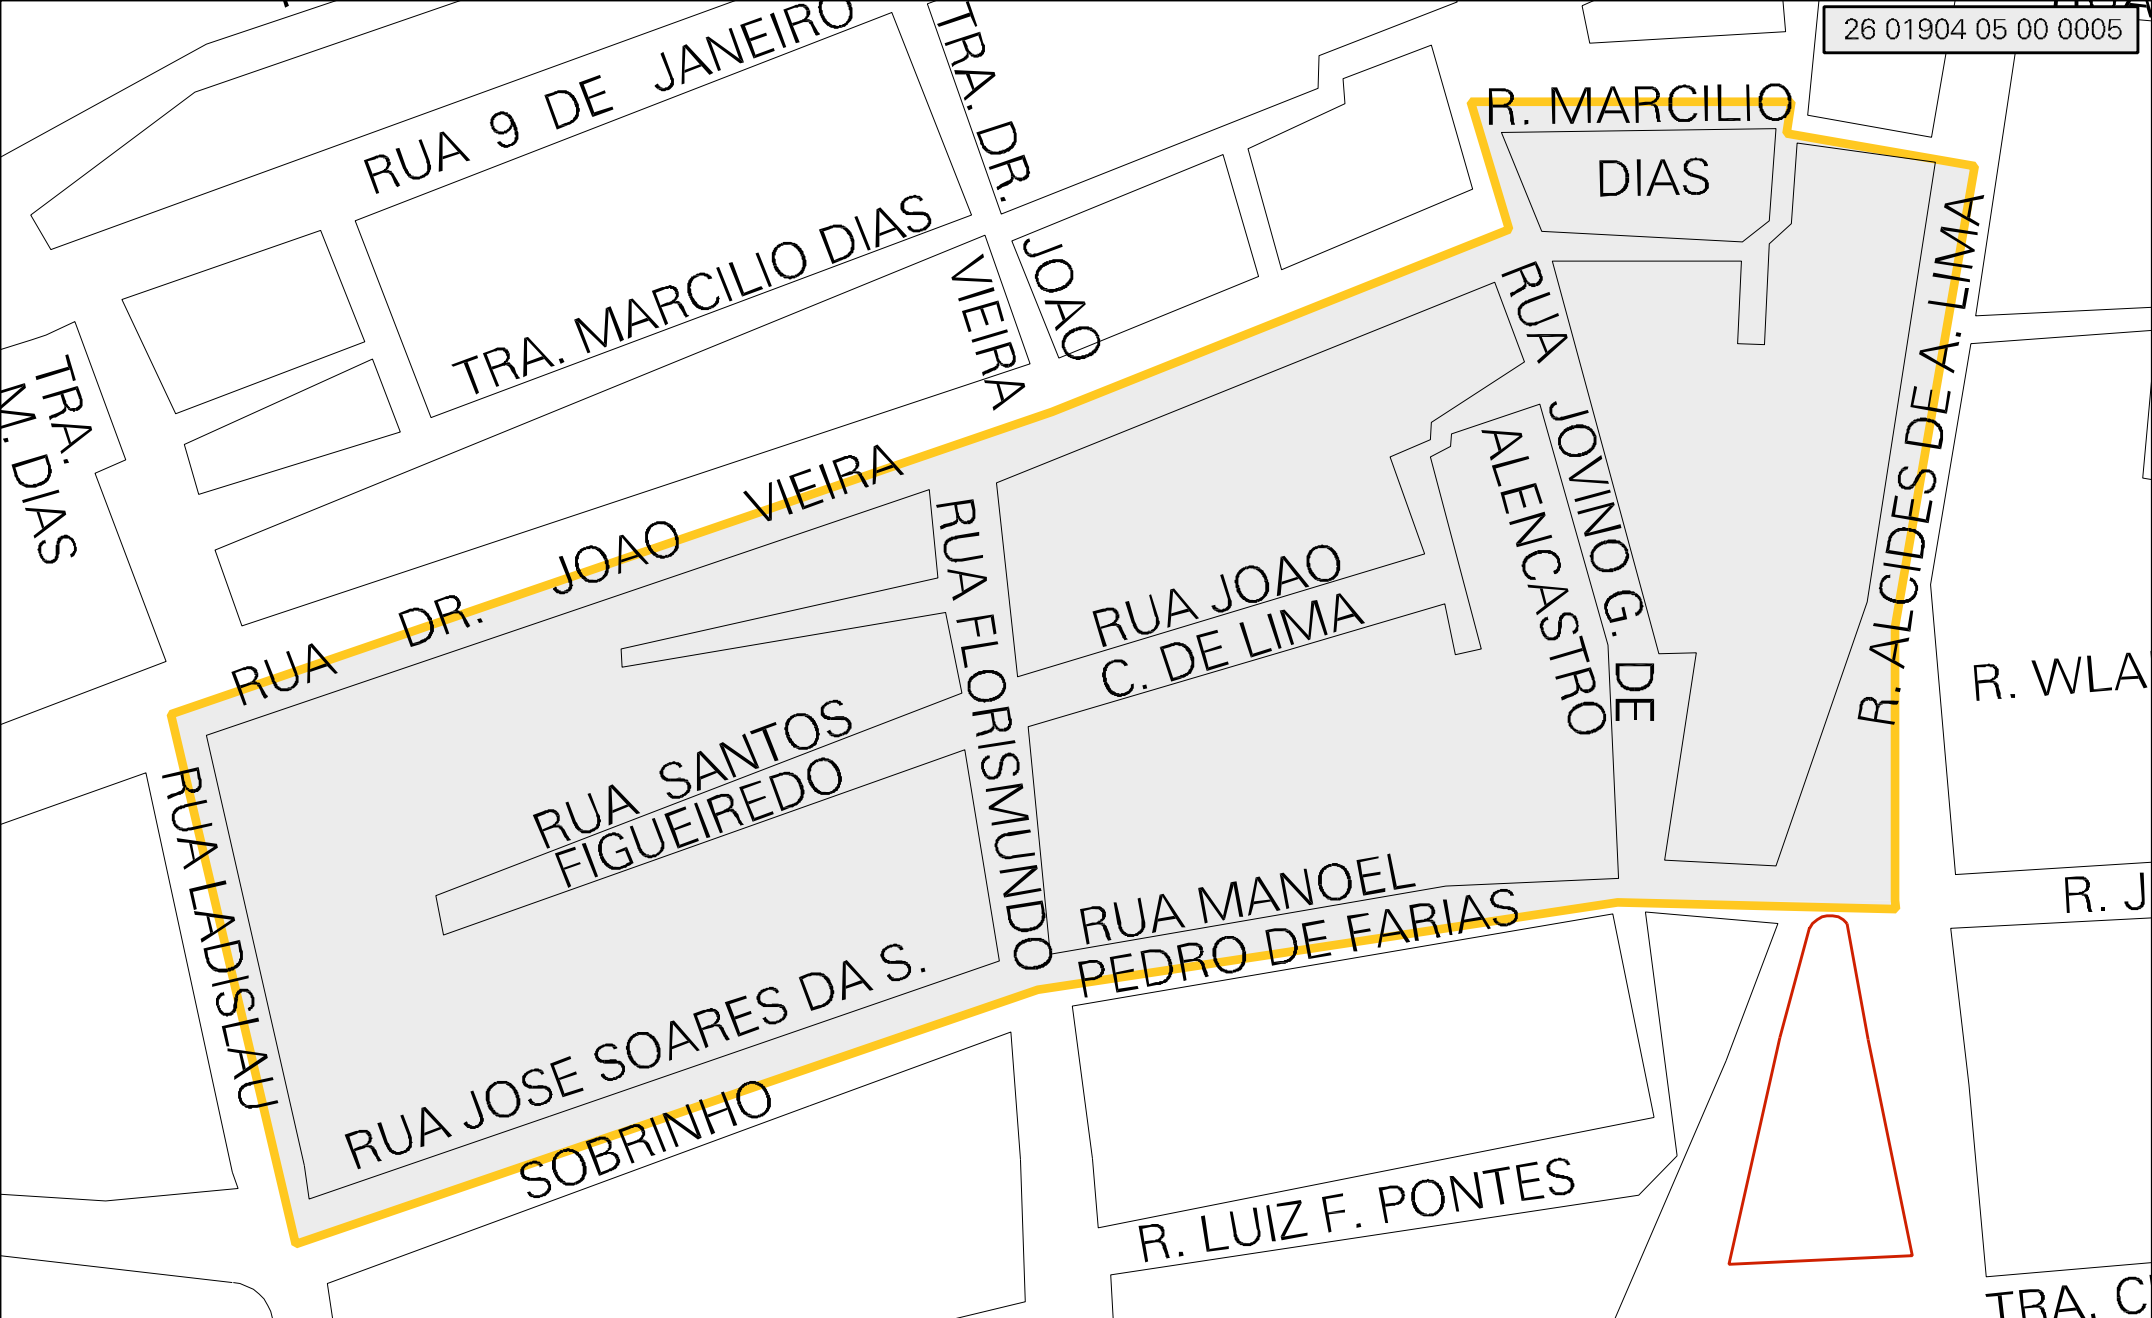 26 01904 05 00 0005
RUA 9 DE JANEIRO
TRA. DR.
JOAO
VIEIRA
R. MARCILIO
DIAS
TRA. MARCILIO DIAS
TRA.
M. DIAS
RUA DR. JOAO VIEIRA
RUA
JOVINO G. DE
ALENCASTRO
R. ALCIDES DE A. LIMA
RUA FLORISMUNDO
RUA JOAO
C. DE LIMA
R. WLA
RUA SANTOS
FIGUEIREDO
RUA LADISLAU
RUA MANOEL
PEDRO DE FARIAS
R. J
RUA JOSE SOARES DA S.
SOBRINHO
R. LUIZ F. PONTES
TRA. C